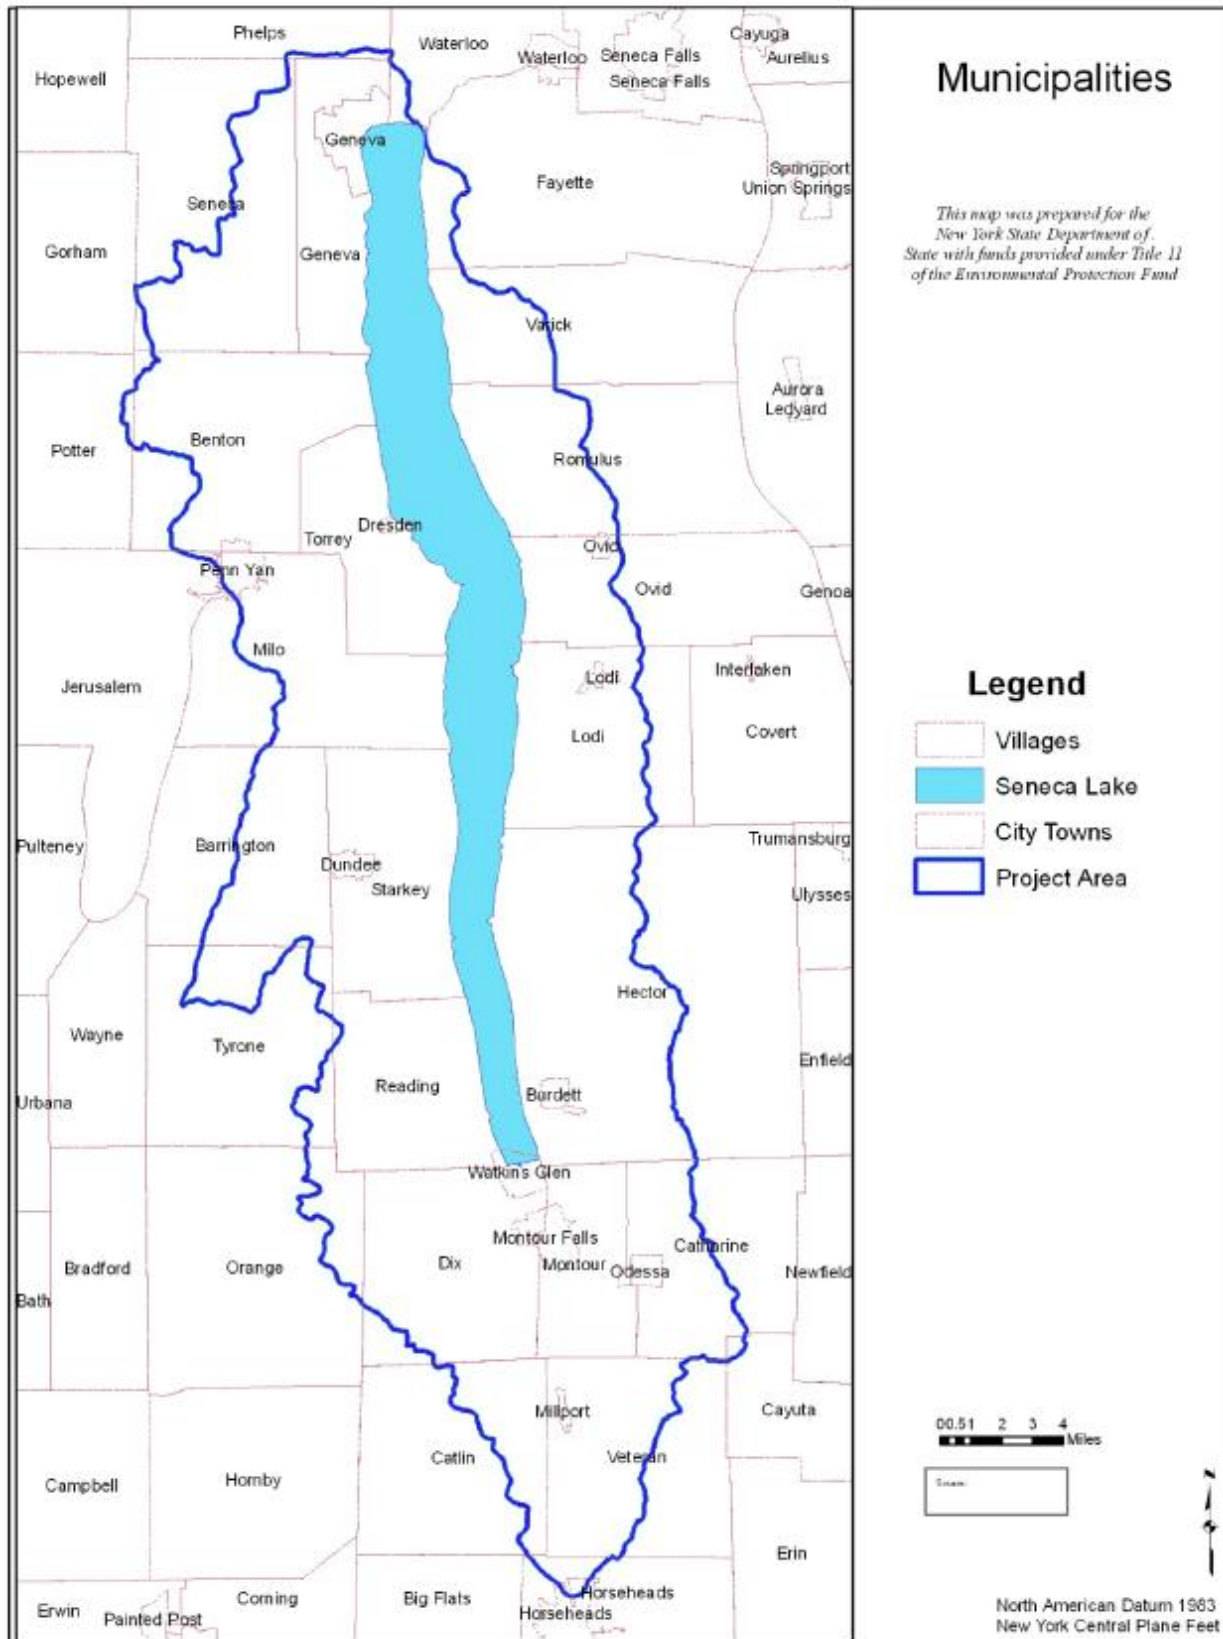 Municipalities
This map was prepared for the
New York State Department of
State with funds provided under Title 11
of the Environmental Protection Fund
Phelps
Waterloo
Waterloo
Seneca Falls
Seneca Falls
Cayuga
Aurelius
Hopewell
Geneva
Springport
Union Springs
Fayette
Seneca
Gorham
Geneva
Varick
Aurora
Ledyard
Potter
Benton
Romulus
Dresden
Torrey
Ovid
Ovid
Genoa
Penn Yan
Milo
Jerusalem
Lodi
Interlaken
Lodi
Covert
Pulteney
Barrington
Dundee
Starkey
Trumansburg
Ulysses
Hector
Wayne
Tyrone
Reading
Enfield
Urbana
Burdett
Watkin's Glen
Montour Falls
Montour
Catharine
Bradford
Orange
Dix
Odessa
Newfield
Bath
Millport
Cayuta
Catlin
Veteran
Campbell
Hornby
Erin
Erwin
Painted Post
Corning
Big Flats
Horseheads
Horseheads
Legend
Villages
Seneca Lake
City Towns
Project Area
00.51 2 3 4
Miles
N
North American Datum 1983
New York Central Plane Feet